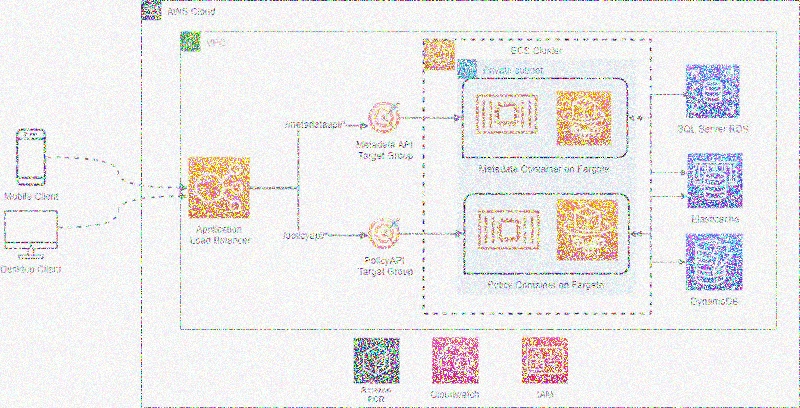 AWS Cloud
VPC
ECS Cluster
Private subnet
SQL Server RDS
/metadataapi/*
Metadata API
Target Group
Metadata Container on Fargate
Mobile Client
Elasticache
Application
Load Balancer
/policyapi/*
PolicyAPI
Target Group
Desktop Client
Policy Container on Fargate
DynamoDB
Amazon
ECR
Cloudwatch
IAM